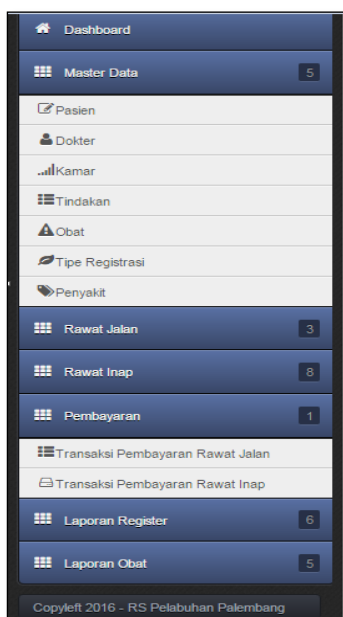 Dashboard
Master Data 5
Pasien
Dokter
Kamar
Tindakan
Obat
Tipe Registrasi
Penyakit
Rawat Jalan 3
Rawat Inap 8
Pembayaran 1
Transaksi Pembayaran Rawat Jalan
Transaksi Pembayaran Rawat Inap
Laporan Register 6
Laporan Obat 5
Copyleft 2016 - RS Pelabuhan Palembang